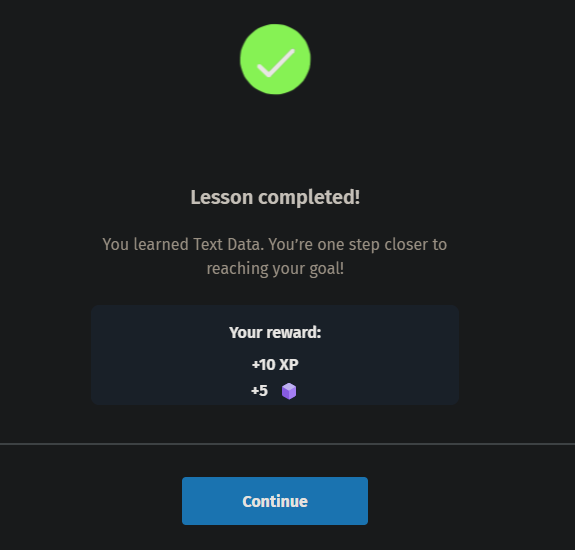 Lesson completed!
You learned Text Data. You’re one step closer to
reaching your goal!
Your reward:
+10 XP
+5
Continue